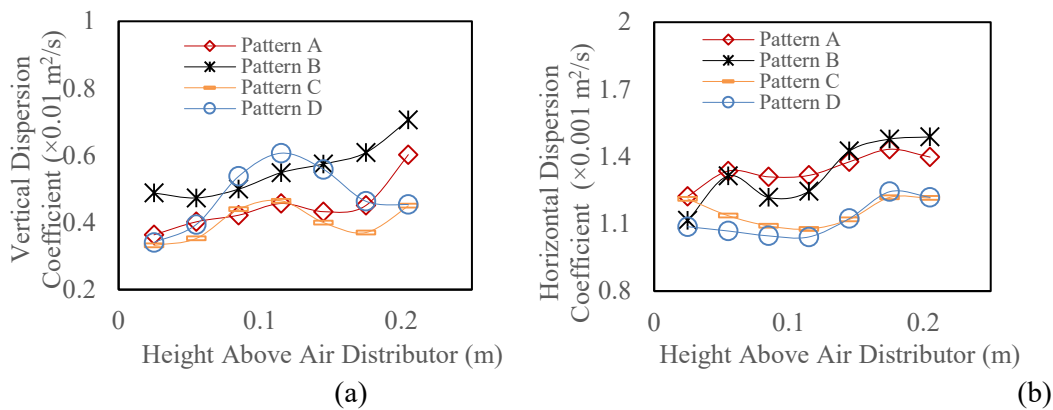 Vertical Dispersion
Coefficient (×0.01 m²/s)
1
0.8
0.6
0.4
0.2
Pattern A
Pattern B
Pattern C
Pattern D
0
0.1
0.2
Height Above Air Distributor (m)
(a)
Horizontal Dispersion
Coefficient (×0.001 m²/s)
2
1.7
1.4
1.1
0.8
Pattern A
Pattern B
Pattern C
Pattern D
0
0.1
0.2
Height Above Air Distributor (m)
(b)